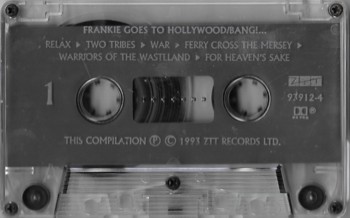 FRANKIE GOES TO HOLLYWOOD/BANG!...
RELAX ▸ TWO TRIBES ▸ WAR ▸ FERRY CROSS THE MERSEY ▸
WARRIORS OF THE WASTELAND ▸ FOR HEAVEN'S SAKE
1
ZTT
93912-4
THIS COMPILATION Ⓟ © 1993 ZTT RECORDS LTD.